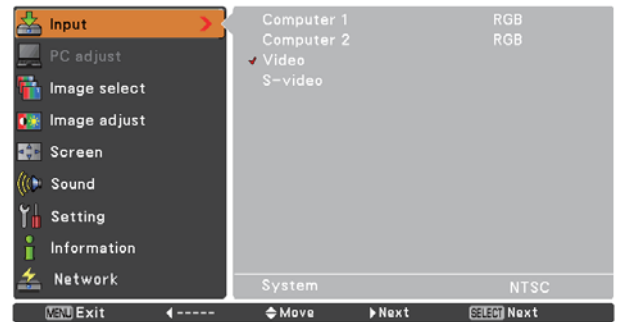 Input
PC adjust
Image select
Image adjust
Screen
Sound
Setting
Information
Network
Computer 1 RGB
Computer 2 RGB
Video
S-video
System NTSC
MENU Exit ----- Move Next SELECT Next